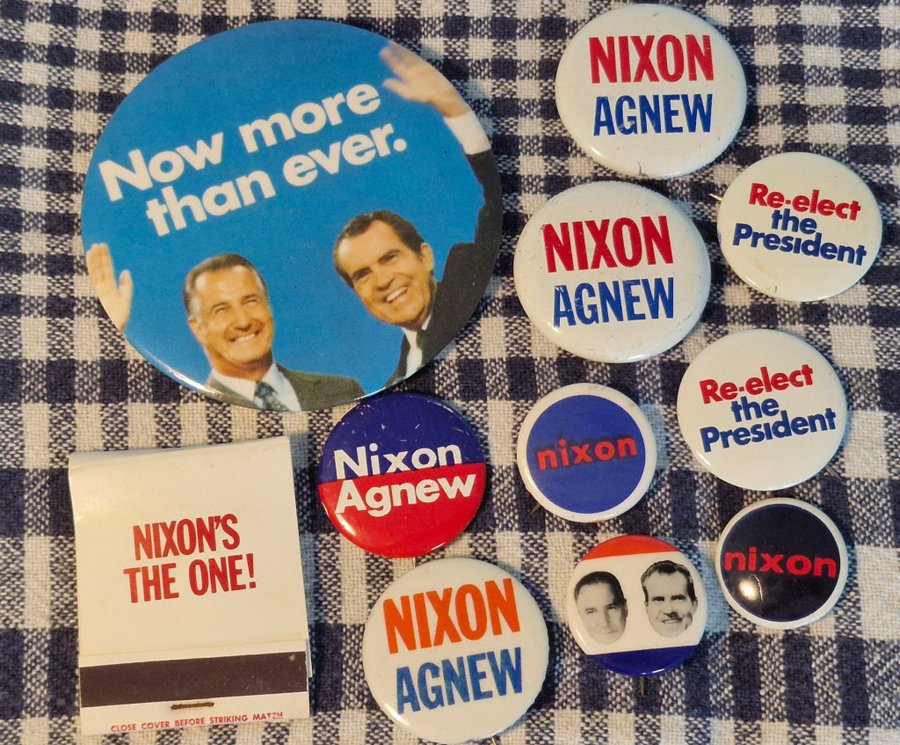 Now more
than ever.
NIXON
AGNEW
Re-elect
the
President
NIXON
AGNEW
Re-elect
the
President
Nixon
Agnew
nixon
nixon
NIXON'S
THE ONE!
CLOSE COVER BEFORE STRIKING MATCH
NIXON
AGNEW